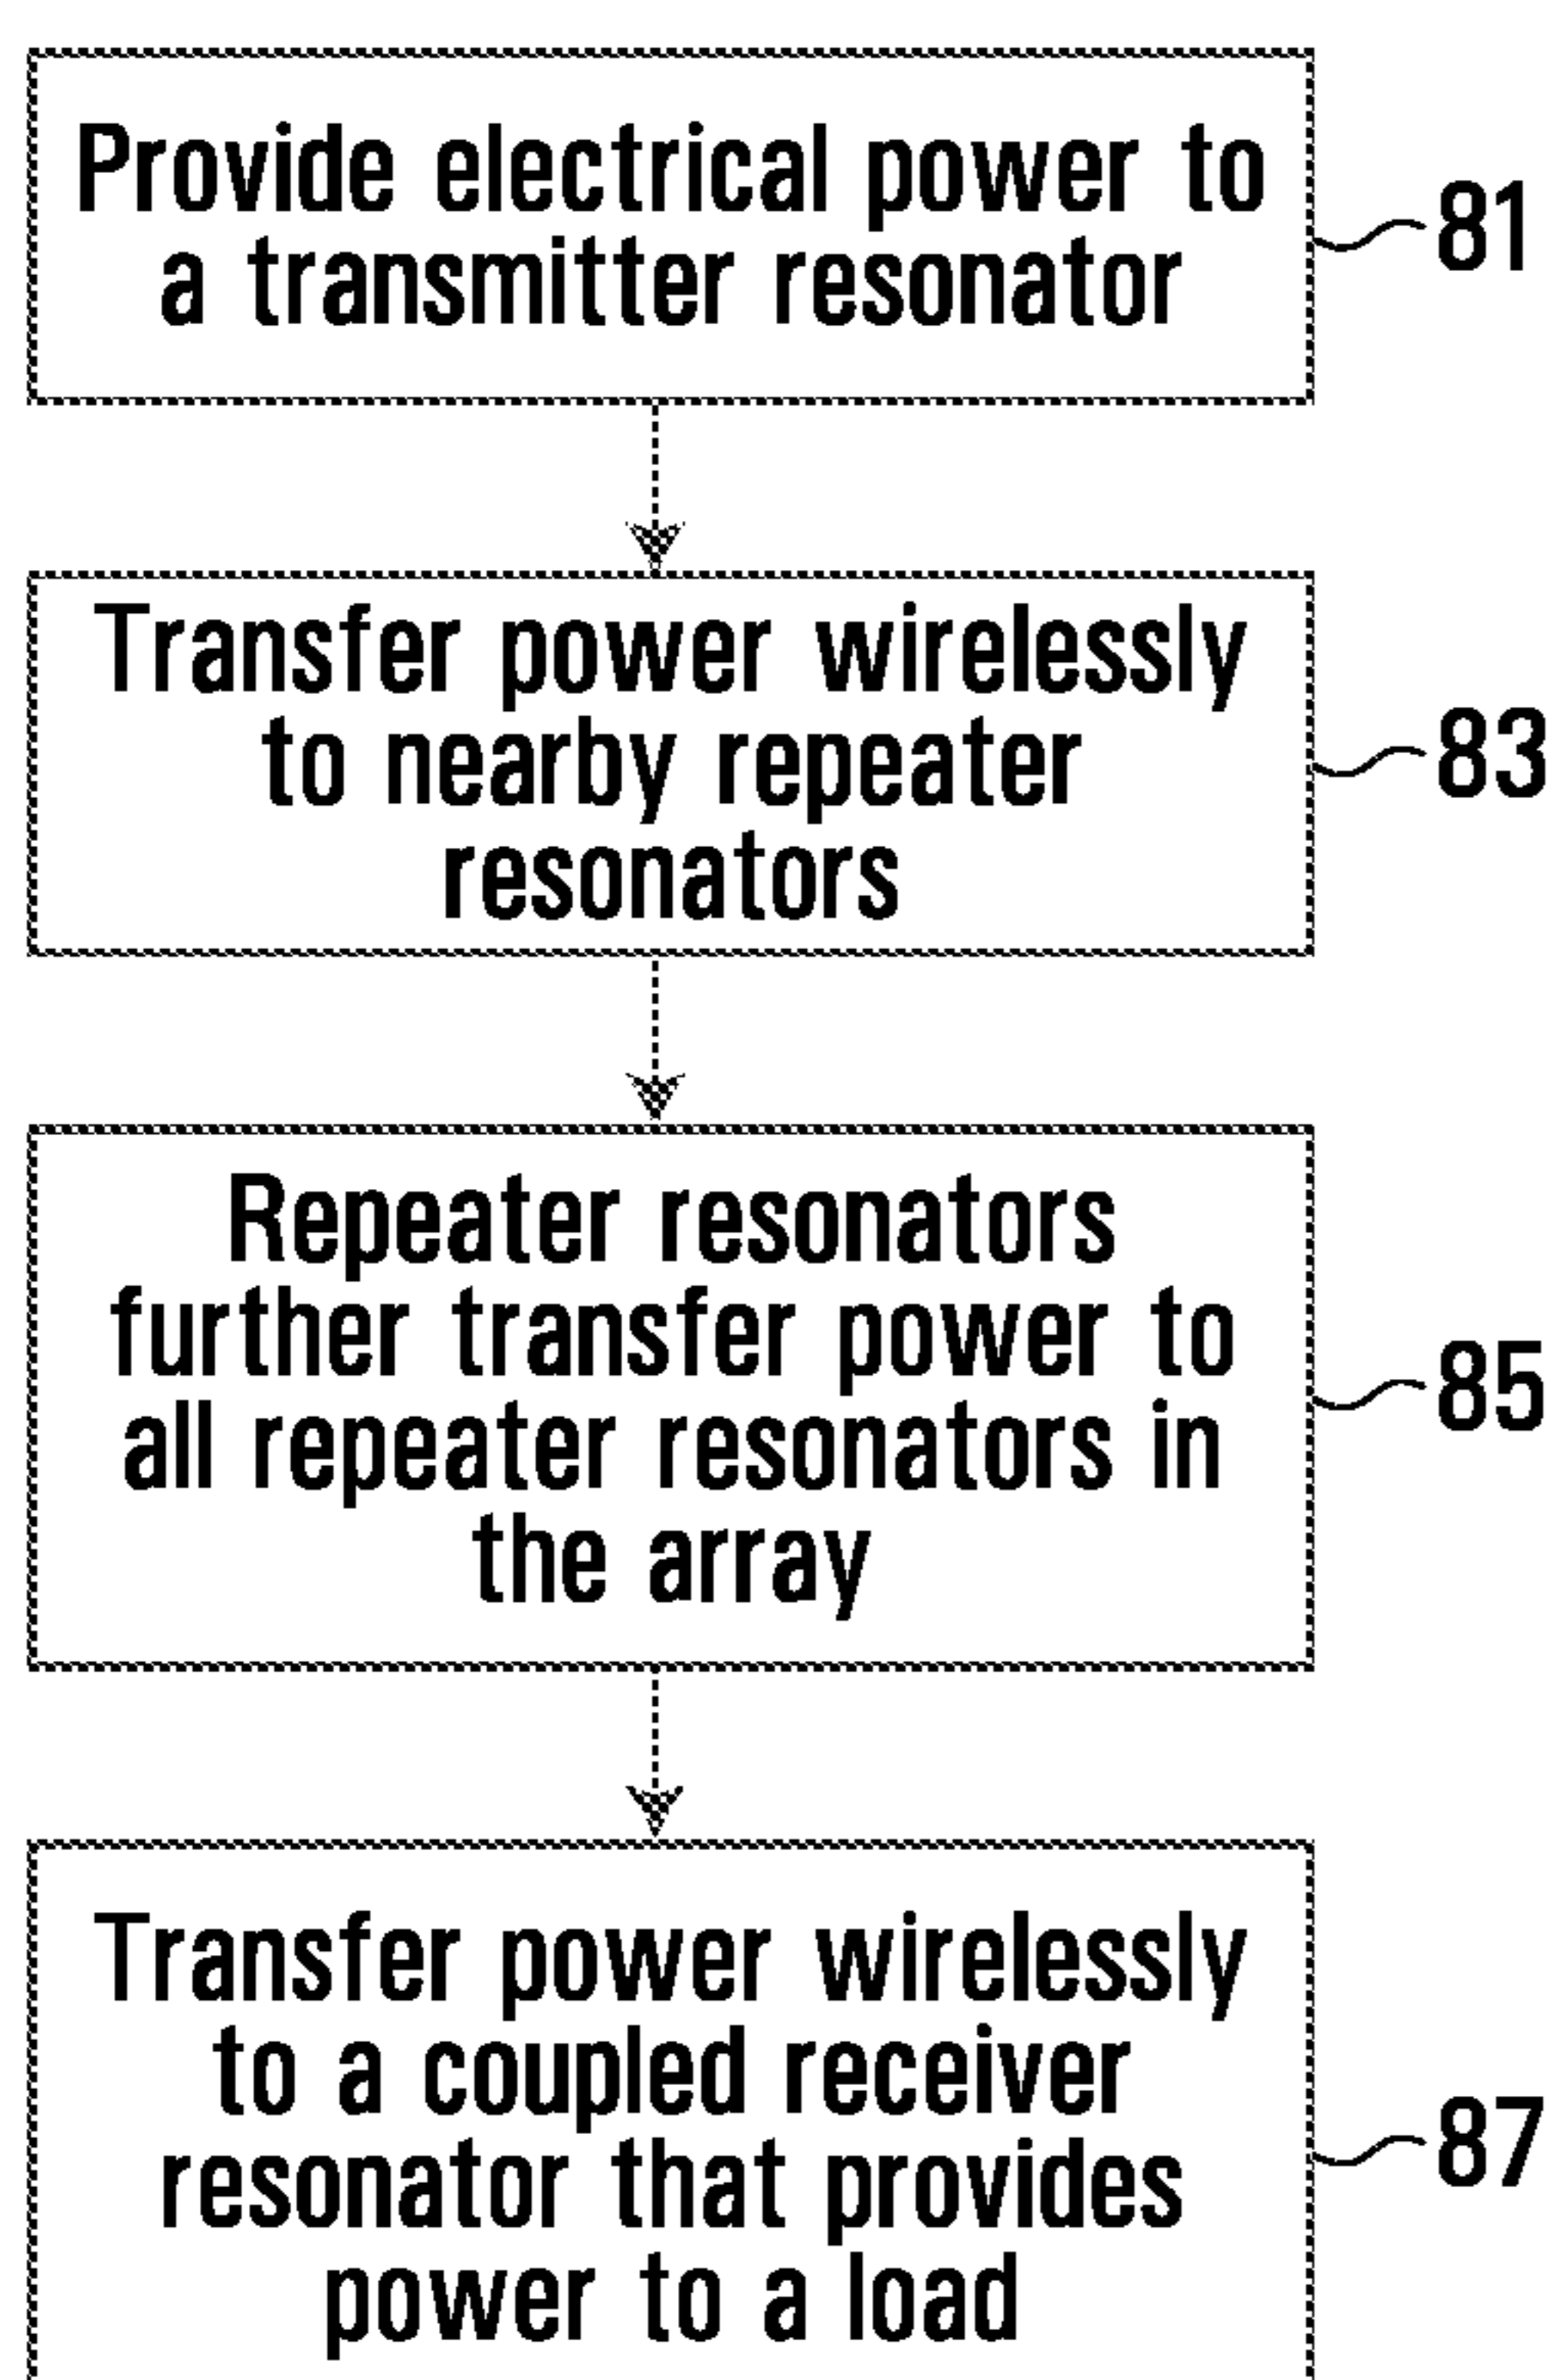 Provide electrical power to
a transmitter resonator
81
Transfer power wirelessly
to nearby repeater
resonators
83
Repeater resonators
further transfer power to
all repeater resonators in
the array
85
Transfer power wirelessly
to a coupled receiver
resonator that provides
power to a load
87